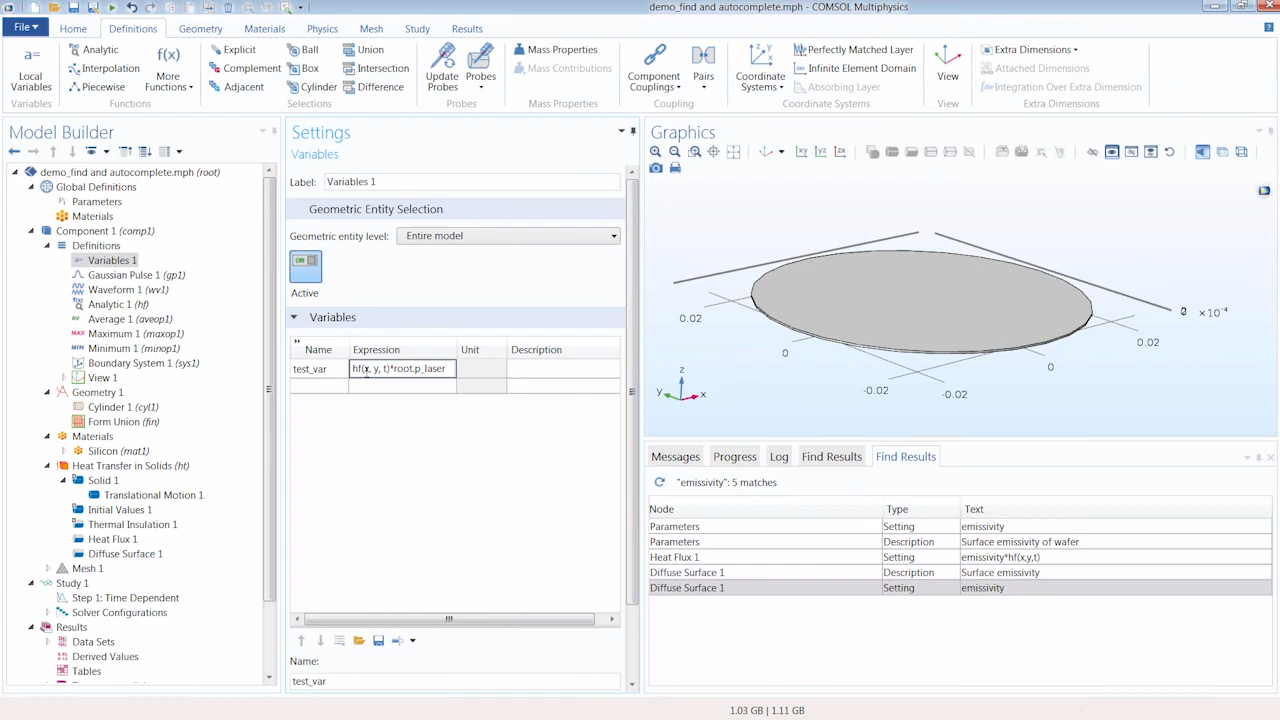 demo_find and autocomplete.mph - COMSOL Multiphysics
File Home Definitions Geometry Materials Physics Mesh Study Results
a= Local Variables
Variables
Analytic
Interpolation
Piecewise
f(x) More Functions
Functions
Explicit
Complement
Adjacent
Ball
Box
Cylinder
Union
Intersection
Difference
Selections
Update Probes
Probes
Probes
Mass Properties
Mass Contributions
Mass Properties
Component Couplings
Pairs
Coupling
Coordinate Systems
Perfectly Matched Layer
Infinite Element Domain
Absorbing Layer
Coordinate Systems
View
View
Extra Dimensions
Attached Dimensions
Integration Over Extra Dimension
Extra Dimensions
Model Builder
demo_find and autocomplete.mph (root)
Global Definitions
Pi Parameters
Materials
Component 1 (comp1)
Definitions
a= Variables 1
Gaussian Pulse 1 (gp1)
Waveform 1 (wv1)
f(x) Analytic 1 (hf)
AV Average 1 (aveop1)
MAX Maximum 1 (maxop1)
MIN Minimum 1 (minop1)
Boundary System 1 (sys1)
View 1
Geometry 1
Cylinder 1 (cyl1)
Form Union (fin)
Materials
Silicon (mat1)
Heat Transfer in Solids (ht)
Solid 1
Translational Motion 1
Initial Values 1
Thermal Insulation 1
Heat Flux 1
Diffuse Surface 1
Mesh 1
Study 1
Step 1: Time Dependent
Solver Configurations
Results
Data Sets
Derived Values
Tables
Settings
Variables
Label: Variables 1
Geometric Entity Selection
Geometric entity level: Entire model
ON
Active
Variables
Name Expression Unit Description
test_var hf(x, y, t)*root.p_laser
Name:
test_var
Graphics
xy yz zx
0.02
0
-0.02
-0.02
0
0.02
0 ×10⁻⁴
z
y
x
Messages Progress Log Find Results Find Results
"emissivity": 5 matches
Node Type Text
Parameters Setting emissivity
Parameters Description Surface emissivity of wafer
Heat Flux 1 Setting emissivity*hf(x,y,t)
Diffuse Surface 1 Description Surface emissivity
Diffuse Surface 1 Setting emissivity
1.03 GB | 1.11 GB